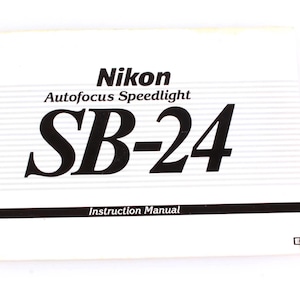 Nikon
Autofocus Speedlight
SB-24
Instruction Manual